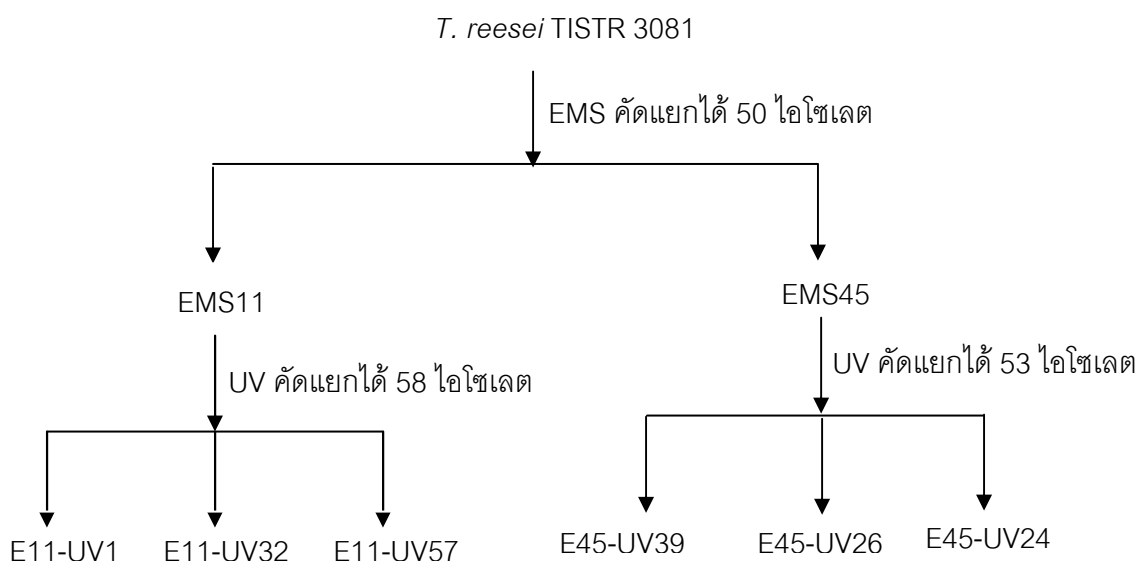 T. reesei TISTR 3081
EMS คัดแยกได้ 50 ไอโซเลต
EMS11
EMS45
UV คัดแยกได้ 58 ไอโซเลต
UV คัดแยกได้ 53 ไอโซเลต
E11-UV1
E11-UV32
E11-UV57
E45-UV39
E45-UV26
E45-UV24